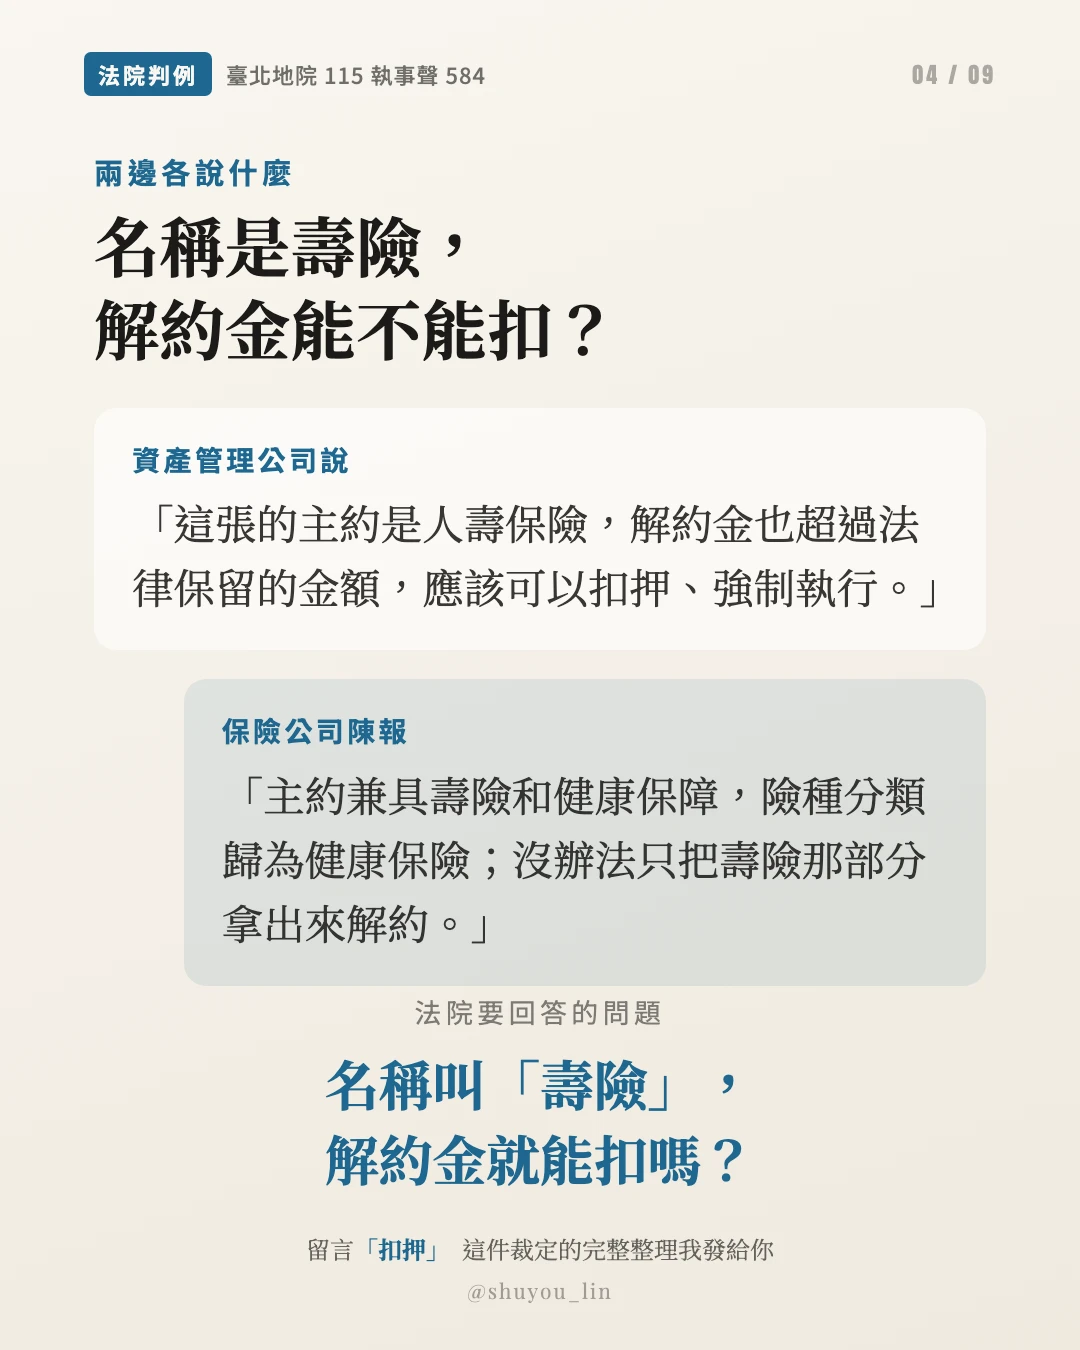 法院判例 臺北地院 115 執事聲 584
04 / 09
兩邊各說什麼
名稱是壽險，
解約金能不能扣？
資產管理公司說
「這張的主約是人壽保險，解約金也超過法
律保留的金額，應該可以扣押、強制執行。」
保險公司陳報
「主約兼具壽險和健康保障，險種分類
歸為健康保險；沒辦法只把壽險那部分
拿出來解約。」
法院要回答的問題
名稱叫「壽險」，
解約金就能扣嗎？
留言「扣押」 這件裁定的完整整理我發給你
@shuyou_lin